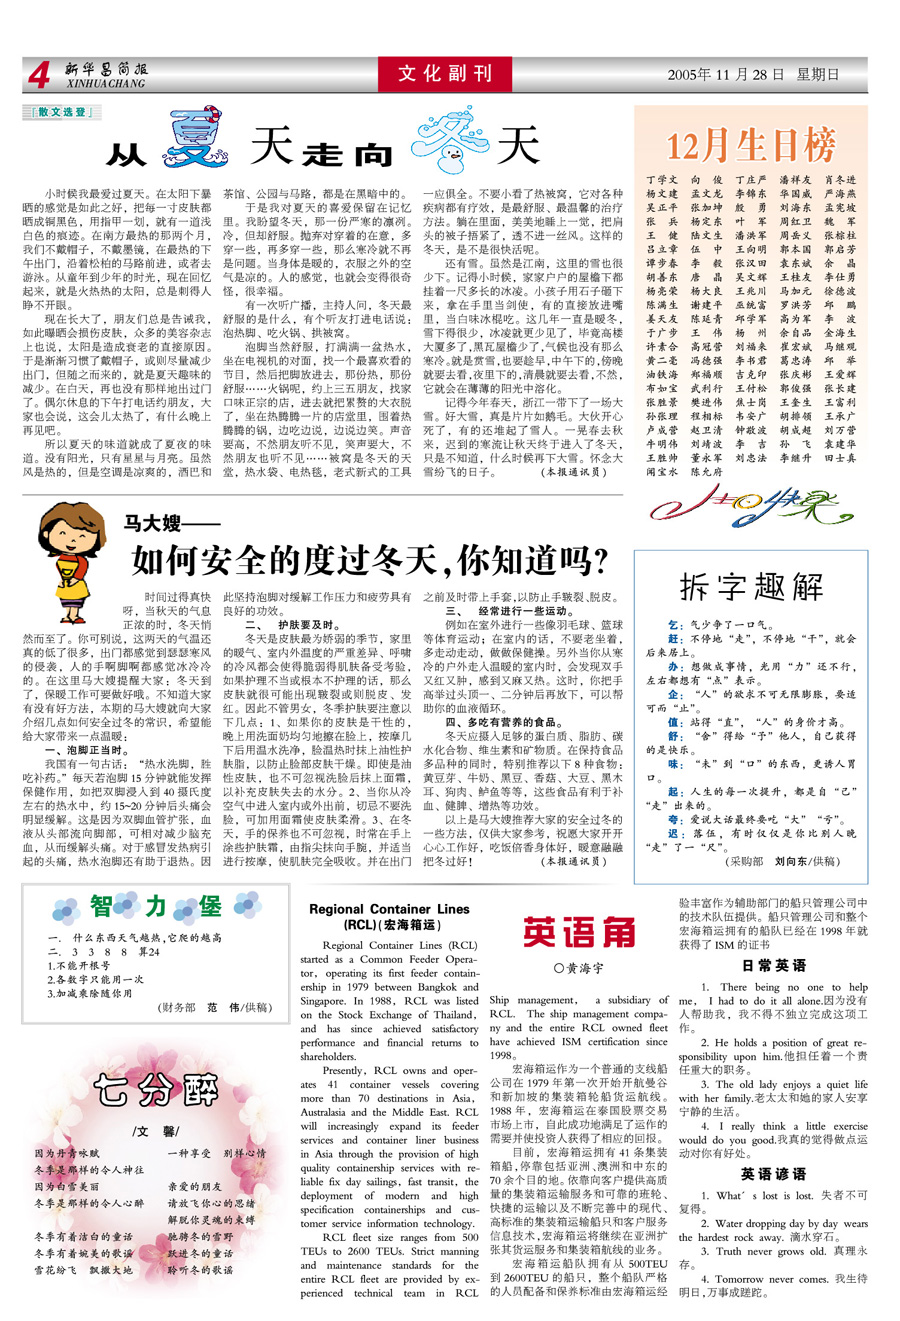 4
新华昌简报
XINHUACHANG
文化副刊
2005年 11 月 28 日 星期日
「散文选登」
从夏天走向冬天
小时候我最爱过夏天。在太阳下暴
晒的感觉是如此之好，把每一寸皮肤都
晒成铜黑色，用指甲一划，就有一道浅
白色的痕迹。在南方最热的那两个月，
我们不戴帽子，不戴墨镜，在最热的下
午出门，沿着松柏的马路前进，或者去
游泳。从童年到少年的时光，现在回忆
起来，就是火热热的太阳，总是刺得人
睁不开眼。
现在长大了，朋友们总是告诫我，
如此曝晒会损伤皮肤，众多的美容杂志
上也说，太阳是造成衰老的直接原因。
于是渐渐习惯了戴帽子，或则尽量减少
出门，但随之而来的，就是夏天趣味的
减少。在白天，再也没有那样地出过门
了。偶尔休息的下午打电话约朋友，大
家也会说，这会儿太热了，有什么晚上
再见吧。
所以夏天的味道就成了夏夜的味
道。没有阳光，只有星星与月亮。虽然
风是热的，但是空调是凉爽的，酒巴和
茶馆、公园与马路，都是在黑暗中的。
于是我对夏天的喜爱保留在记忆
里。我盼望冬天，那一份严寒的凛冽。
冷，但却舒服。抛弃对穿着的在意，多
穿一些，再多穿一些，那么寒冷就不再
是问题。当身体是暖的，衣服之外的空
气是凉的。人的感觉，也就会变得很奇
怪，很幸福。
有一次听广播，主持人问，冬天最
舒服的是什么，有个听友打进电话说：
泡热脚、吃火锅、拱被窝。
泡脚当然舒服，打满满一盆热水，
坐在电视机的对面，找一个最喜欢看的
节目，然后把脚放进去，那份热，那份
舒服……火锅呢，约上三五朋友，找家
口味正宗的店，进去就把累赘的大衣脱
了，坐在热腾腾一片的店堂里，围着热
腾腾的锅，边吃边说，边说边笑。声音
要高，不然朋友听不见，笑声要大，不
然朋友也听不见……被窝是冬天的天
堂，热水袋、电热毯，老式新式的工具
一应俱全。不要小看了热被窝，它对各种
疾病都有疗效，是最舒服、最温馨的治疗
方法。躺在里面，美美地睡上一觉，把肩
头的被子捂紧了，透不进一丝风。这样的
冬天，是不是很快活呢。
还有雪。虽然是江南，这里的雪也很
少下。记得小时候，家家户户的屋檐下都
挂着一尺多长的冰凌。小孩子用石子砸下
来，拿在手里当剑使，有的直接放进嘴
里，当白味冰棍吃。这几年一直是暖冬，
雪下得很少，冰凌就更少见了，毕竟高楼
大厦多了,黑瓦屋檐少了,气候也没有那么
寒冷。就是赏雪,也要趁早,中午下的,傍晚
就要去看,夜里下的,清晨就要去看,不然,
它就会在薄薄的阳光中溶化。
记得今年春天，浙江一带下了一场大
雪。好大雪，真是片片如鹅毛。大伙开心
死了，有的还堆起了雪人。一晃春去秋
来，迟到的寒流让秋天终于进入了冬天，
只是不知道，什么时候再下大雪。怀念大
雪纷飞的日子。 (本报通讯员)
12月生日榜
丁学文 向 俊 丁庄严 潘祥友 肖冬进
杨文建 孟文龙 李锦东 华国威 严海燕
吴正平 张加坤 殷 勇 刘海东 孟宪坡
张 兵 杨定东 叶 军 周红卫 魏 军
王 健 陆文生 潘洪军 周岳义 张榕柱
吕立章 伍 中 王向明 郭本国 郭启芳
谭步春 李 毅 张汉田 袁东斌 余 晶
胡善东 唐 晶 吴文辉 王桂友 李仕勇
杨亮荣 杨大良 王兆川 马加元 徐德波
陈满生 谢建平 巫统富 罗洪芳 邱 鹏
姜天友 陈延青 邱学军 高为军 李 波
于广步 王 伟 杨 州 余自品 金海生
许素合 高冠营 刘福来 崔宏斌 马继观
黄二毫 冯德强 李书君 葛忠涛 邱 举
油铁海 郑福顺 吉克印 张庆彬 王爱辉
布如宝 武利行 王付松 郭俊强 张长建
张胜景 樊进伟 焦士岗 王奎生 王富利
孙张理 程相标 韦安广 胡排领 王承广
卢成营 赵卫清 钟敬波 胡成超 刘万营
牛明伟 刘靖波 李 吉 孙 飞 袁建华
王胜帅 董永军 刘忠法 李继升 田士真
闻宝水 陈允府
生日快乐
马大嫂——
如何安全的度过冬天,你知道吗?
时间过得真快
呀，当秋天的气息
正浓的时，冬天悄
然而至了。你可别说，这两天的气温还
真的低了很多，出门都感觉到瑟瑟寒风
的侵袭，人的手啊脚啊都感觉冰冷冷
的。在这里马大嫂提醒大家：冬天到
了，保暖工作可要做好哦。不知道大家
有没有好方法，本期的马大嫂就向大家
介绍几点如何安全过冬的常识，希望能
给大家带来一点温暖：
一、泡脚正当时。
我国有一句古话：“热水洗脚，胜
吃补药。”每天若泡脚 15 分钟就能发挥
保健作用，如把双脚浸入到 40 摄氏度
左右的热水中，约 15~20 分钟后头痛会
明显缓解。这是因为双脚血管扩张，血
液从头部流向脚部，可相对减少脑充
血，从而缓解头痛。对于感冒发热病引
起的头痛，热水泡脚还有助于退热。因
此坚持泡脚对缓解工作压力和疲劳具有
良好的功效。
二、 护肤要及时。
冬天是皮肤最为娇弱的季节，家里
的暖气、室内外温度的严重差异、呼啸
的冷风都会使得脆弱得肌肤备受考验，
如果护理不当或根本不护理的话，那么
皮肤就很可能出现皲裂或则脱皮、发
红。因此不管男女，冬季护肤要注意以
下几点：1、如果你的皮肤是干性的，
晚上用洗面奶均匀地擦在脸上，按摩几
下后用温水洗净，脸温热时抹上油性护
肤脂，以防止脸部皮肤干燥。即使是油
性皮肤，也不可忽视洗脸后抹上面霜，
以补充皮肤失去的水分。2、当你从冷
空气中进入室内或外出前，切忌不要洗
脸，可加用面霜使皮肤柔滑。3、在冬
天，手的保养也不可忽视，时常在手上
涂些护肤霜，由指尖抹向手腕，并适当
进行按摩，使肌肤完全吸收。并在出门
之前及时带上手套,以防止手皲裂、脱皮。
三、 经常进行一些运动。
例如在室外进行一些像羽毛球、篮球
等体育运动；在室内的话，不要老坐着，
多走动走动，做做保健操。另外当你从寒
冷的户外走入温暖的室内时，会发现双手
又红又肿，感到又麻又热。这时，你把手
高举过头顶一、二分钟后再放下，可以帮
助你的血液循环。
四、多吃有营养的食品。
冬天应摄入足够的蛋白质、脂肪、碳
水化合物、维生素和矿物质。在保持食品
多品种的同时，特别推荐以下 8 种食物：
黄豆芽、牛奶、黑豆、香菇、大豆、黑木
耳、狗肉、鲈鱼等等，这些食品有利于补
血、健脾、增热等功效。
以上是马大嫂推荐大家的安全过冬的
一些方法，仅供大家参考，祝愿大家开开
心心工作好，吃饭倍香身体好，暖意融融
把冬过好！ (本报通讯员)
拆字趣解
乞：气少争了一口气。
赶：不停地“走”，不停地“干”，就会
后来居上。
办：想做成事情，光用“力”还不行，
左右都想有“点”表示。
企：“人”的欲求不可无限膨胀，要适
可而“止”。
值：站得“直”，“人”的身价才高。
舒：“舍”得给“予”他人，自己获得
的是快乐。
味：“未”到“口”的东西，更诱人胃
口。
起：人生的每一次提升，都是自“己”
“走”出来的。
夸：爱说大话最终要吃“大”“亏”。
迟：落伍，有时仅仅是你比别人晚
“走”了一“尺”。
(采购部 刘向东/供稿)
智力堡
一． 什么东西天气越热,它爬的越高
二． 3 3 8 8 算24
1.不能开根号
2.各数字只能用一次
3.加减乘除随你用
(财务部 范 伟/供稿)
七分醉
/文 馨/
因为丹青咏赋
冬季是那样的令人神往
因为白雪美丽
冬季是那样的令人心醉
冬季有着洁白的童话
冬季有着婉美的歌谣
雪花纷飞 飘撒大地
一种享受 别样心情
亲爱的朋友
请放飞你心的思绪
解脱你灵魂的束缚
驰骋冬的雪野
跃进冬的童话
聆听冬的歌谣
Regional Container Lines
(RCL)(宏海箱运)
Regional Container Lines (RCL)
started as a Common Feeder Opera-
tor, operating its first feeder contain-
ership in 1979 between Bangkok and
Singapore. In 1988, RCL was listed
on the Stock Exchange of Thailand,
and has since achieved satisfactory
performance and financial returns to
shareholders.
Presently, RCL owns and oper-
ates 41 container vessels covering
more than 70 destinations in Asia,
Australasia and the Middle East. RCL
will increasingly expand its feeder
services and container liner business
in Asia through the provision of high
quality containership services with re-
liable fix day sailings, fast transit, the
deployment of modern and high
specification containerships and cus-
tomer service information technology.
RCL fleet size ranges from 500
TEUs to 2600 TEUs. Strict manning
and maintenance standards for the
entire RCL fleet are provided by ex-
perienced technical team in RCL
英语角
○黄海宇
Ship management, a subsidiary of
RCL. The ship management compa-
ny and the entire RCL owned fleet
have achieved ISM certification since
1998。
宏海箱运作为一个普通的支线船
公司在 1979 年第一次开始开航曼谷
和新加坡的集装箱轮船货运航线。
1988 年，宏海箱运在泰国股票交易
市场上市，自此成功地满足了运作的
需要并使投资人获得了相应的回报。
目前，宏海箱运拥有 41 条集装
箱船,停靠包括亚洲、澳洲和中东的
70 余个目的地。依靠向客户提供高质
量的集装箱运输服务和可靠的班轮、
快捷的运输以及不断完善中的现代、
高标准的集装箱运输船只和客户服务
信息技术,宏海箱运将继续在亚洲扩
张其货运服务和集装箱航线的业务。
宏海箱运船队拥有从 500TEU
到 2600TEU 的船只，整个船队严格
的人员配备和保养标准由宏海箱运经
验丰富作为辅助部门的船只管理公司中
的技术队伍提供。船只管理公司和整个
宏海箱运拥有的船队已经在 1998 年就
获得了 ISM 的证书
日常英语
1. There being no one to help
me, I had to do it all alone.因为没有
人帮助我，我不得不独立完成这项工
作。
2. He holds a position of great re-
sponsibility upon him.他担任着一个责
任重大的职务。
3. The old lady enjoys a quiet life
with her family.老太太和她的家人安享
宁静的生活。
4. I really think a little exercise
would do you good.我真的觉得做点运
动对你有好处。
英语谚语
1. What´s lost is lost. 失者不可
复得。
2. Water dropping day by day wears
the hardest rock away. 滴水穿石。
3. Truth never grows old. 真理永
存。
4. Tomorrow never comes. 我生待
明日,万事成蹉跎。